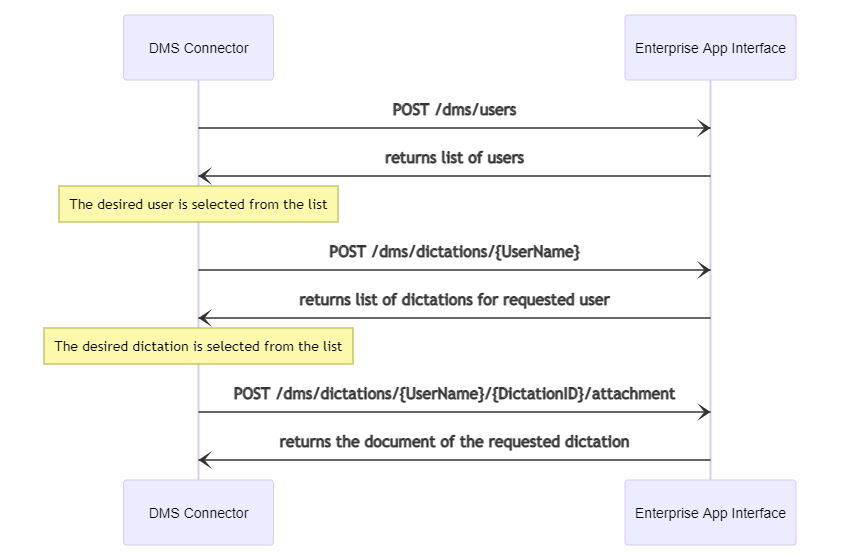 DMS Connector
Enterprise App Interface
POST /dms/users
returns list of users
The desired user is selected from the list
POST /dms/dictations/{UserName}
returns list of dictations for requested user
The desired dictation is selected from the list
POST /dms/dictations/{UserName}/{DictationID}/attachment
returns the document of the requested dictation
DMS Connector
Enterprise App Interface